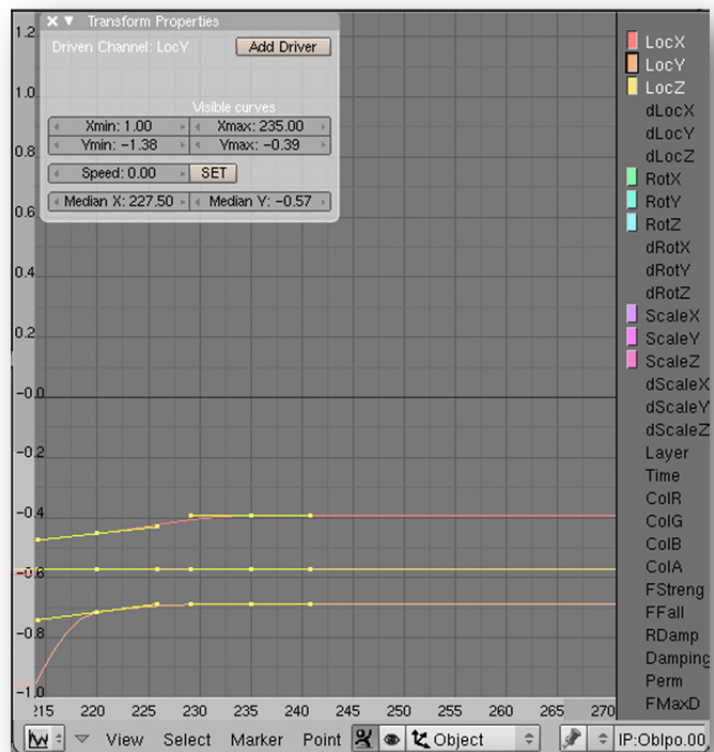 Transform Properties
Driven Channel: LocY
Add Driver
Visible curves
Xmin: 1.00
Xmax: 235.00
Ymin: -1.38
Ymax: -0.39
Speed: 0.00
SET
Median X: 227.50
Median Y: -0.57
1.2
1.0
0.8
0.6
0.4
0.2
-0.0
-0.2
-0.4
-0.6
-0.8
-1.0
215
220
225
230
235
240
245
250
255
260
265
270
LocX
LocY
LocZ
dLocX
dLocY
dLocZ
RotX
RotY
RotZ
dRotX
dRotY
dRotZ
ScaleX
ScaleY
ScaleZ
dScaleX
dScaleY
dScaleZ
Layer
Time
ColR
ColG
ColB
ColA
FStreng
FFall
RDamp
Damping
Perm
FMaxD
View
Select
Marker
Point
Object
IP:ObIpo.00